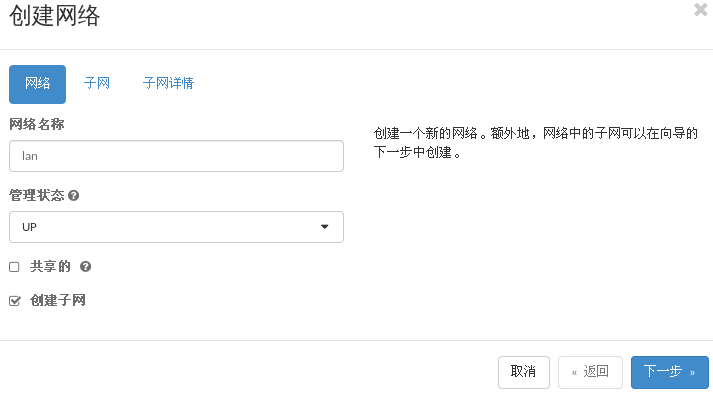 创建网络
网络 子网 子网详情
网络名称
lan
创建一个新的网络。额外地，网络中的子网可以在向导的
下一步中创建。
管理状态
UP
共享的
创建子网
取消 « 返回 下一步 »